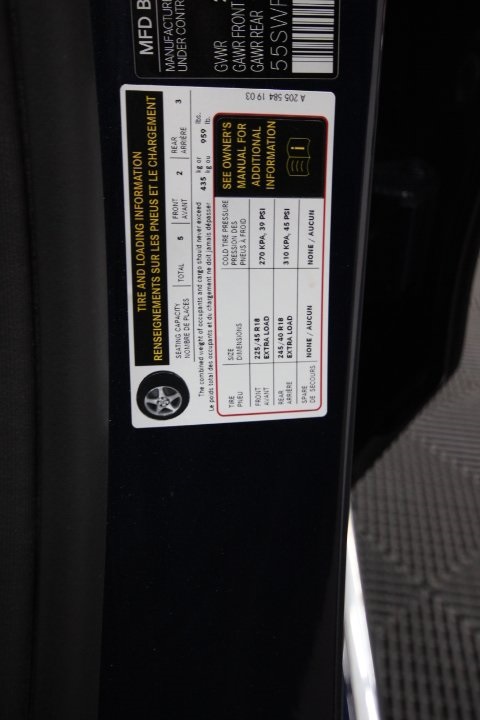 MFD B
MANUFACTURE
UNDER CONTR
GVWR
GAWR FRONT
GAWR REAR
55SWF
TIRE AND LOADING INFORMATION
RENSEIGNEMENTS SUR LES PNEUS ET LE CHARGEMENT
SEATING CAPACITY TOTAL 5 FRONT 2 REAR 3
NOMBRE DE PLACES AVANT ARRIÈRE
The combined weight of occupants and cargo should never exceed 435 kg or 959 lbs.
Le poids total des occupants et du chargement ne doit jamais dépasser kg ou lb.
TIRE SIZE COLD TIRE PRESSURE
PNEU DIMENSIONS PRESSION DES
PNEUS À FROID
FRONT 225/45 R18 270 KPA, 39 PSI
AVANT EXTRA LOAD
REAR 245/40 R18 310 KPA, 45 PSI
ARRIÈRE EXTRA LOAD
SPARE NONE / AUCUN NONE / AUCUN
DE SECOURS
SEE OWNER'S
MANUAL FOR
ADDITIONAL
INFORMATION
A 205 584 19 03